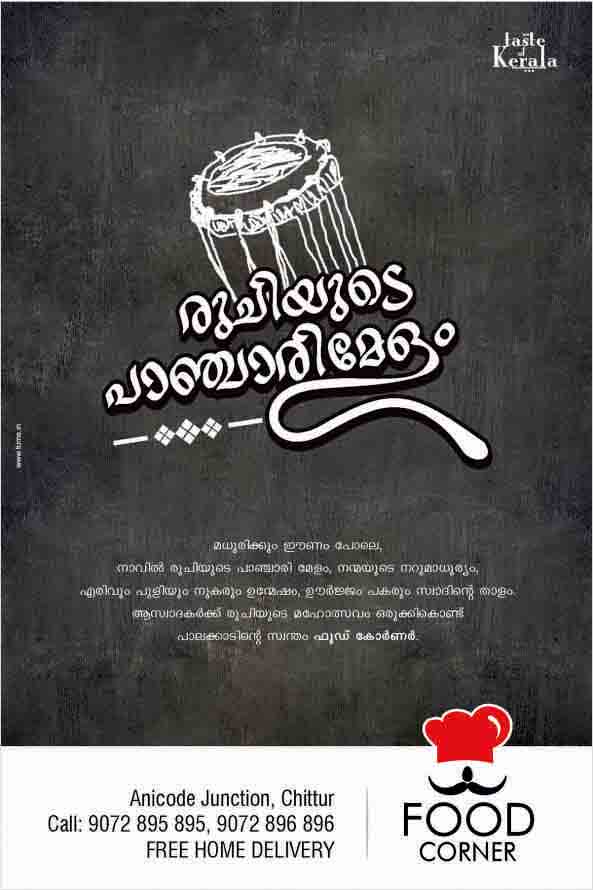 taste
of
Kerala
രുചിയുടെ
പാഞ്ചാരിമേളം
മധുരിക്കും ഈണം പോലെ,
നാവിൽ രുചിയുടെ പാഞ്ചാരി മേളം, നന്മയുടെ നറുമാധുര്യം,
എരിവും പുളിയും നുകരും ഉന്മേഷം, ഊർജ്ജം പകരും സ്വാദിന്റെ താളം.
ആസ്വാദകർക്ക് രുചിയുടെ മഹോത്സവം ഒരുക്കികൊണ്ട്
പാലക്കാടിന്റെ സ്വന്തം ഫുഡ് കോർണർ.
Anicode Junction, Chittur
Call: 9072 895 895, 9072 896 896
FREE HOME DELIVERY
FOOD
CORNER